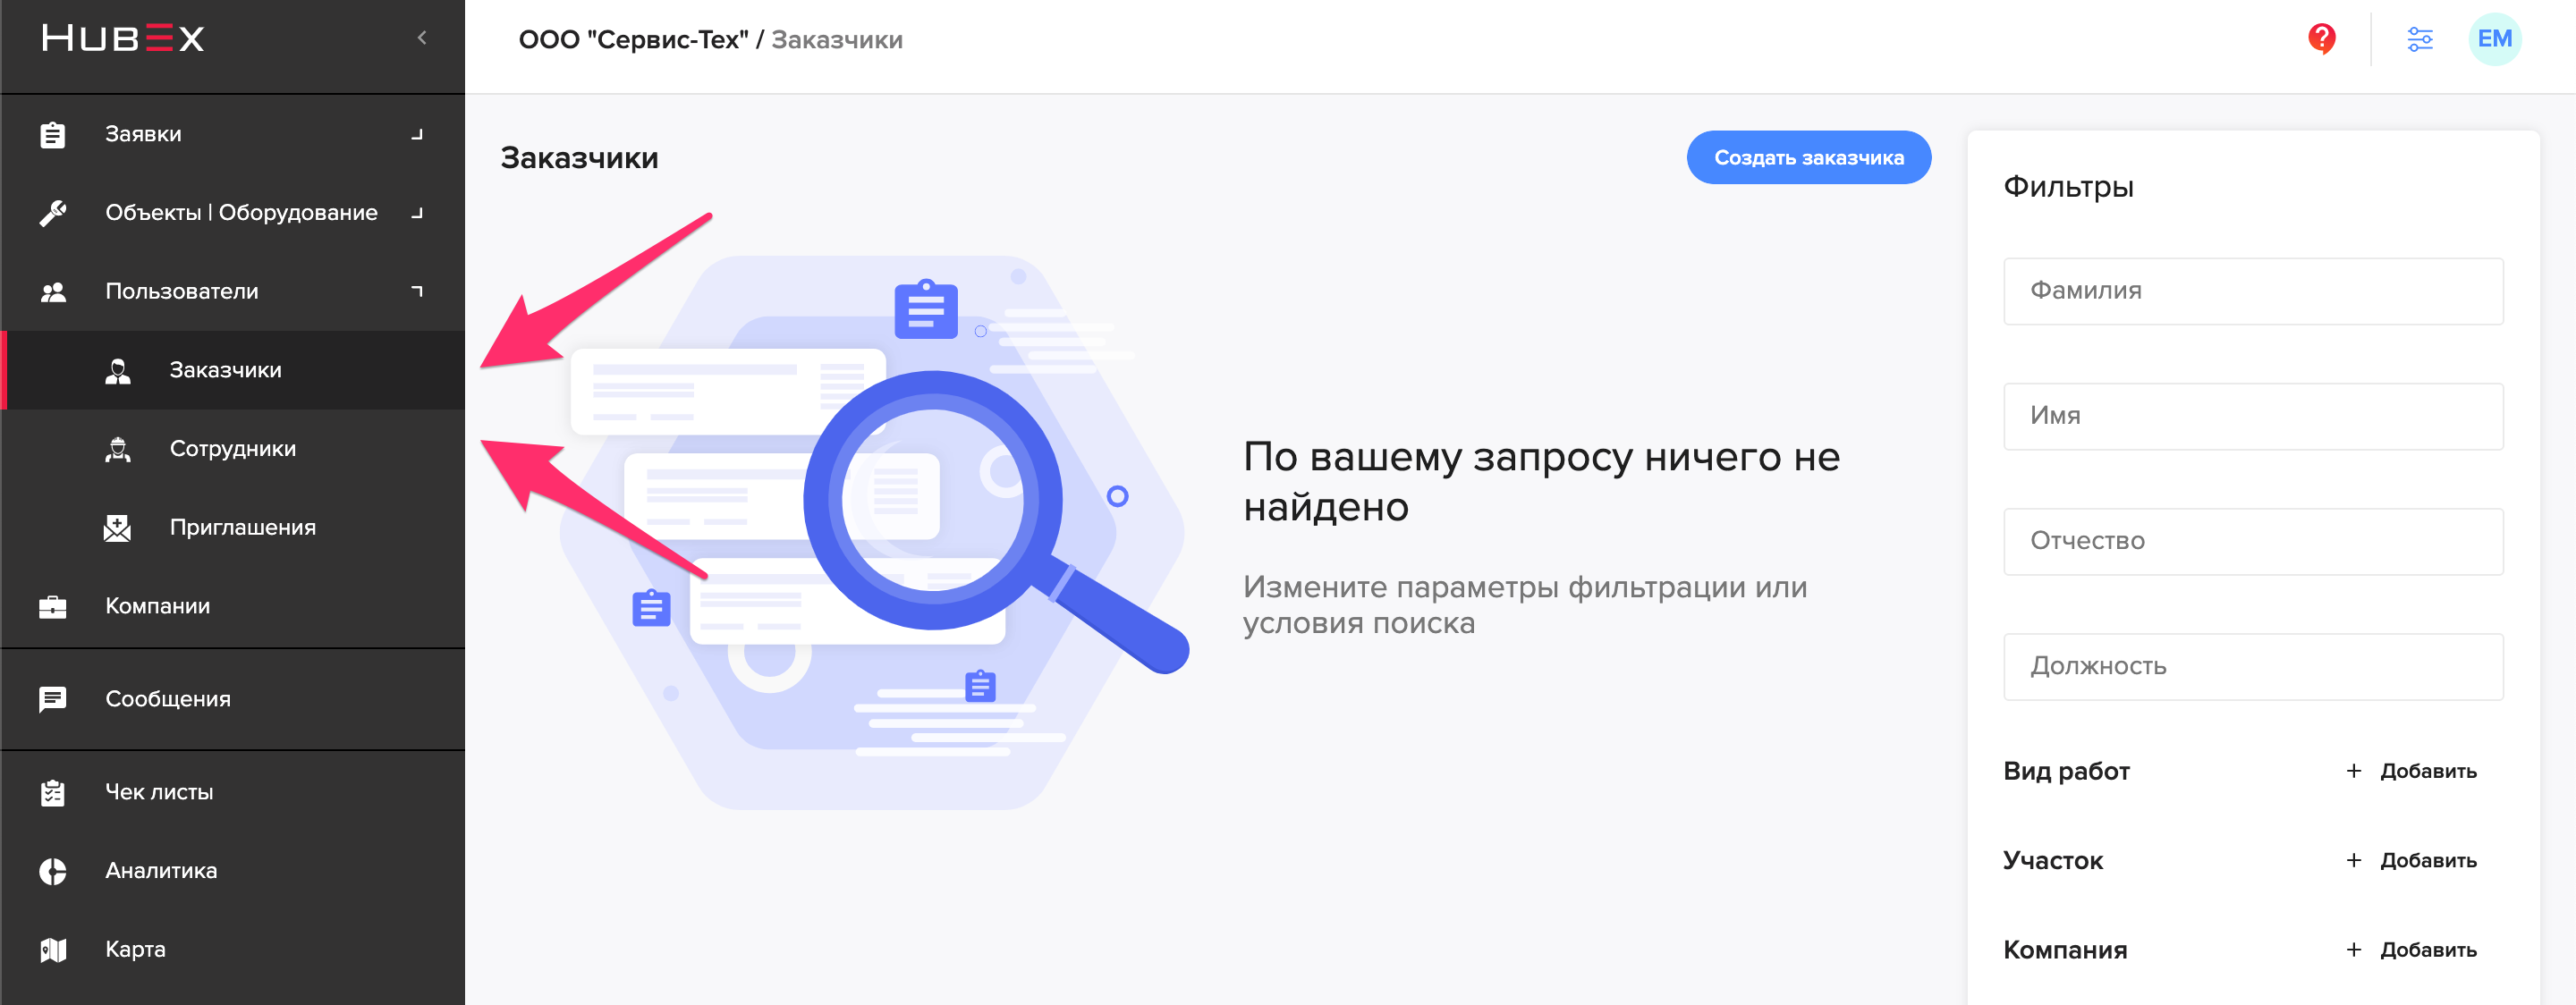 HUBEX
ООО "Сервис-Тех" / Заказчики
?
EM
Заявки
Объекты | Оборудование
Пользователи
Заказчики
Сотрудники
Приглашения
Компании
Сообщения
Чек листы
Аналитика
Карта
Заказчики
Создать заказчика
По вашему запросу ничего не
найдено
Измените параметры фильтрации или
условия поиска
Фильтры
Фамилия
Имя
Отчество
Должность
Вид работ
+ Добавить
Участок
+ Добавить
Компания
+ Добавить